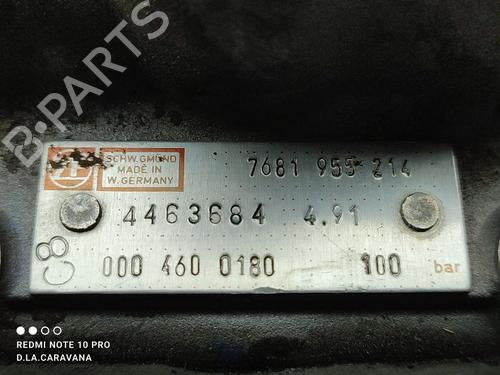 B-PARTS
ZF
SCHW.GMÜND
MADE IN
W. GERMANY
7681 955 214
4463684 4.91
C8
000 460 0180 100 bar
REDMI NOTE 10 PRO
D.LA.CARAVANA